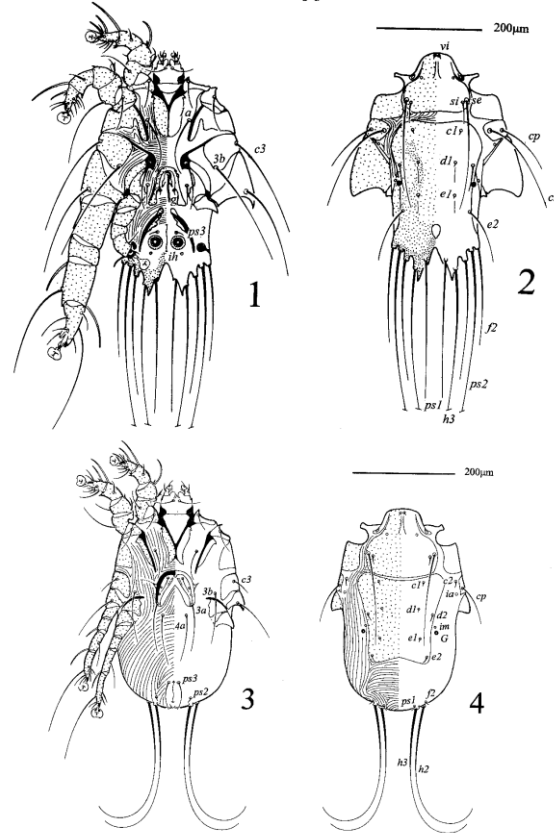 200μm
vi
a
si se
c1
cp
c3
3b
d1
e1
ps3
e2
ih
1
2
f2
ps2
ps1
h3
200μm
c3
3b
3a
4a
c1
c2
ia
cp
d1
d2
im
G
e1
e2
ps3
ps2
3
ps1
f2
4
h3
h2